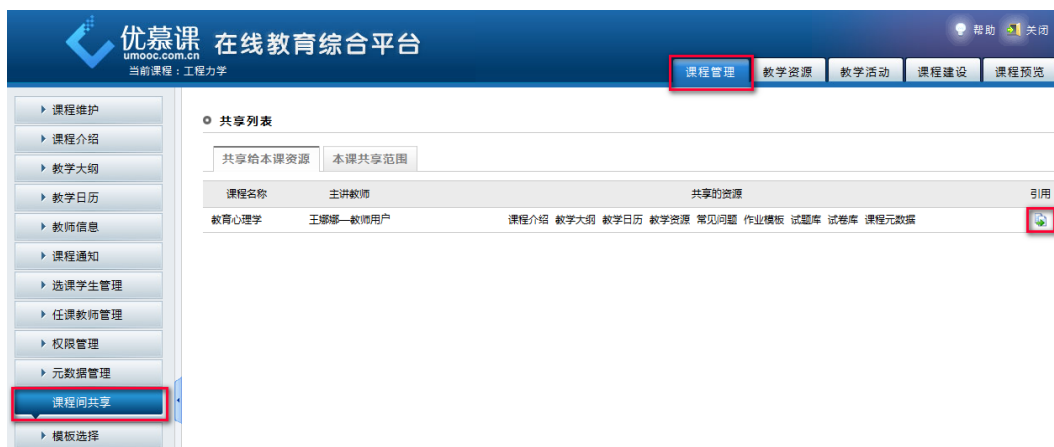 优慕课 在线教育综合平台
umooc.com.cn
当前课程：工程力学
帮助 关闭
课程管理 教学资源 教学活动 课程建设 课程预览
课程维护
课程介绍
教学大纲
教学日历
教师信息
课程通知
选课学生管理
任课教师管理
权限管理
元数据管理
课程间共享
模板选择
共享列表
共享给本课资源 本课共享范围
课程名称 主讲教师 共享的资源 引用
教育心理学 王娜娜—教师用户 课程介绍 教学大纲 教学日历 教学资源 常见问题 作业模板 试题库 试卷库 课程元数据